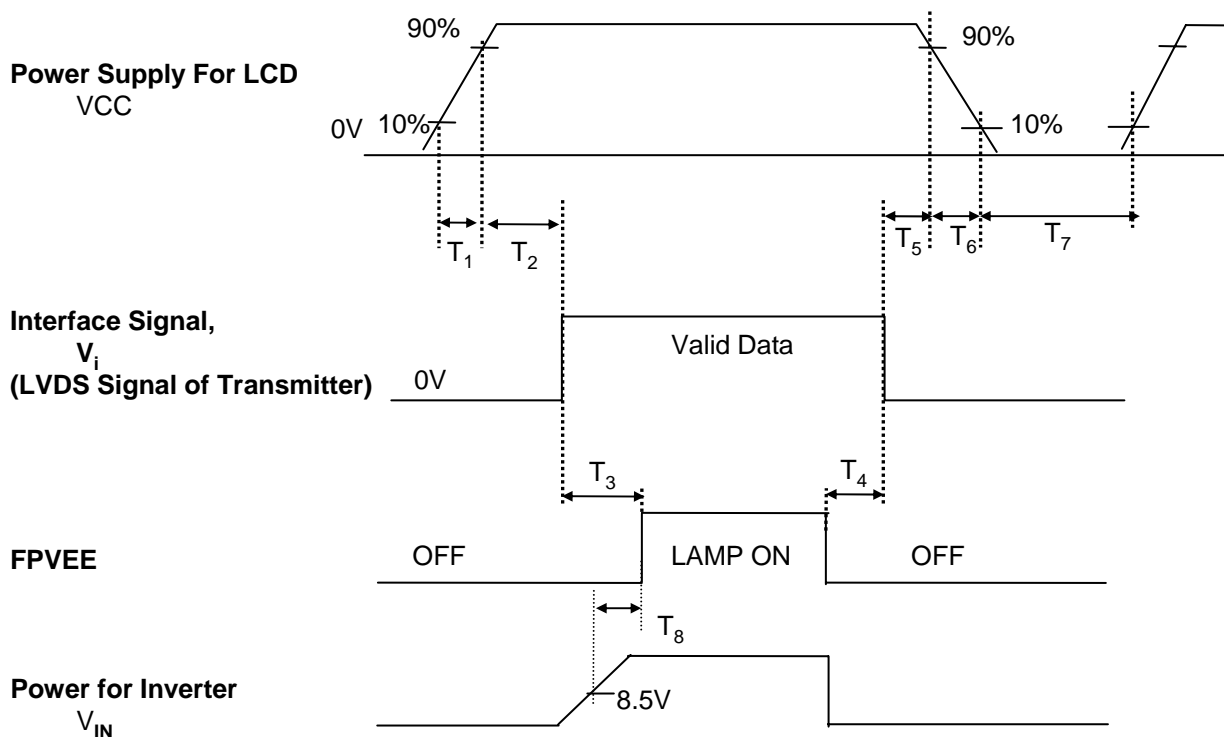 90%
90%
Power Supply For LCD
VCC
0V
10%
10%
T1
T2
T5
T6
T7
Interface Signal,
Vi
(LVDS Signal of Transmitter)
Valid Data
0V
T3
T4
FPVEE
OFF
LAMP ON
OFF
T8
Power for Inverter
VIN
8.5V